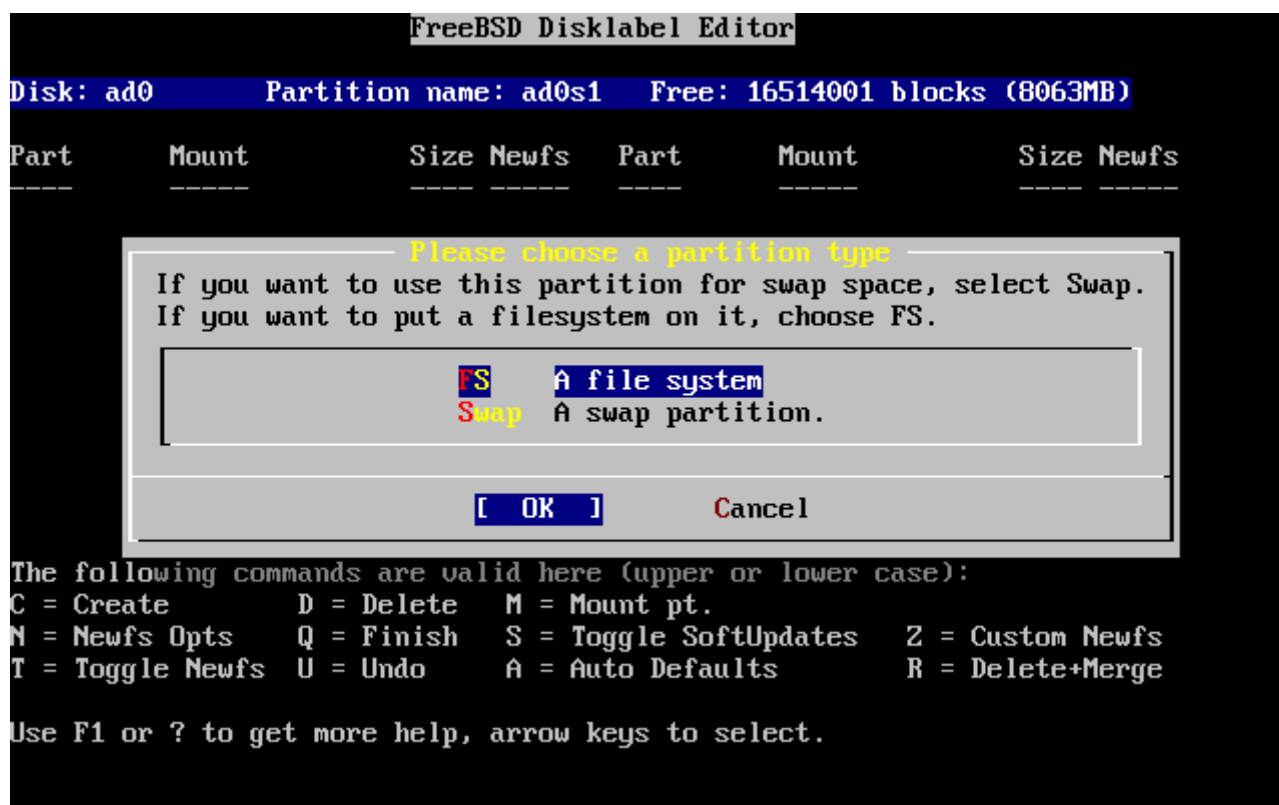 FreeBSD Disklabel Editor
Disk: ad0 Partition name: ad0s1 Free: 16514001 blocks (8063MB)
Part Mount Size Newfs Part Mount Size Newfs
---- ----- ---- ----- ---- ----- ---- -----
Please choose a partition type
If you want to use this partition for swap space, select Swap.
If you want to put a filesystem on it, choose FS.
FS A file system
Swap A swap partition.
[ OK ] Cancel
The following commands are valid here (upper or lower case):
C = Create D = Delete M = Mount pt.
N = Newfs Opts Q = Finish S = Toggle SoftUpdates Z = Custom Newfs
T = Toggle Newfs U = Undo A = Auto Defaults R = Delete+Merge
Use F1 or ? to get more help, arrow keys to select.